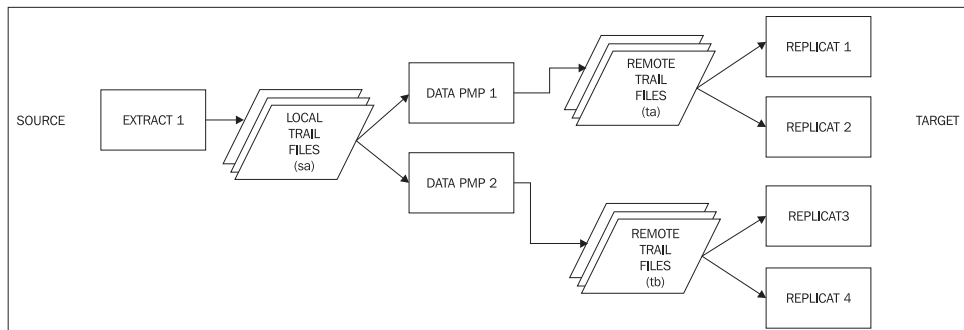 SOURCE
EXTRACT 1
LOCAL
TRAIL
FILES
(sa)
DATA PMP 1
DATA PMP 2
REMOTE
TRAIL
FILES
(ta)
REMOTE
TRAIL
FILES
(tb)
REPLICAT 1
REPLICAT 2
REPLICAT3
REPLICAT 4
TARGET